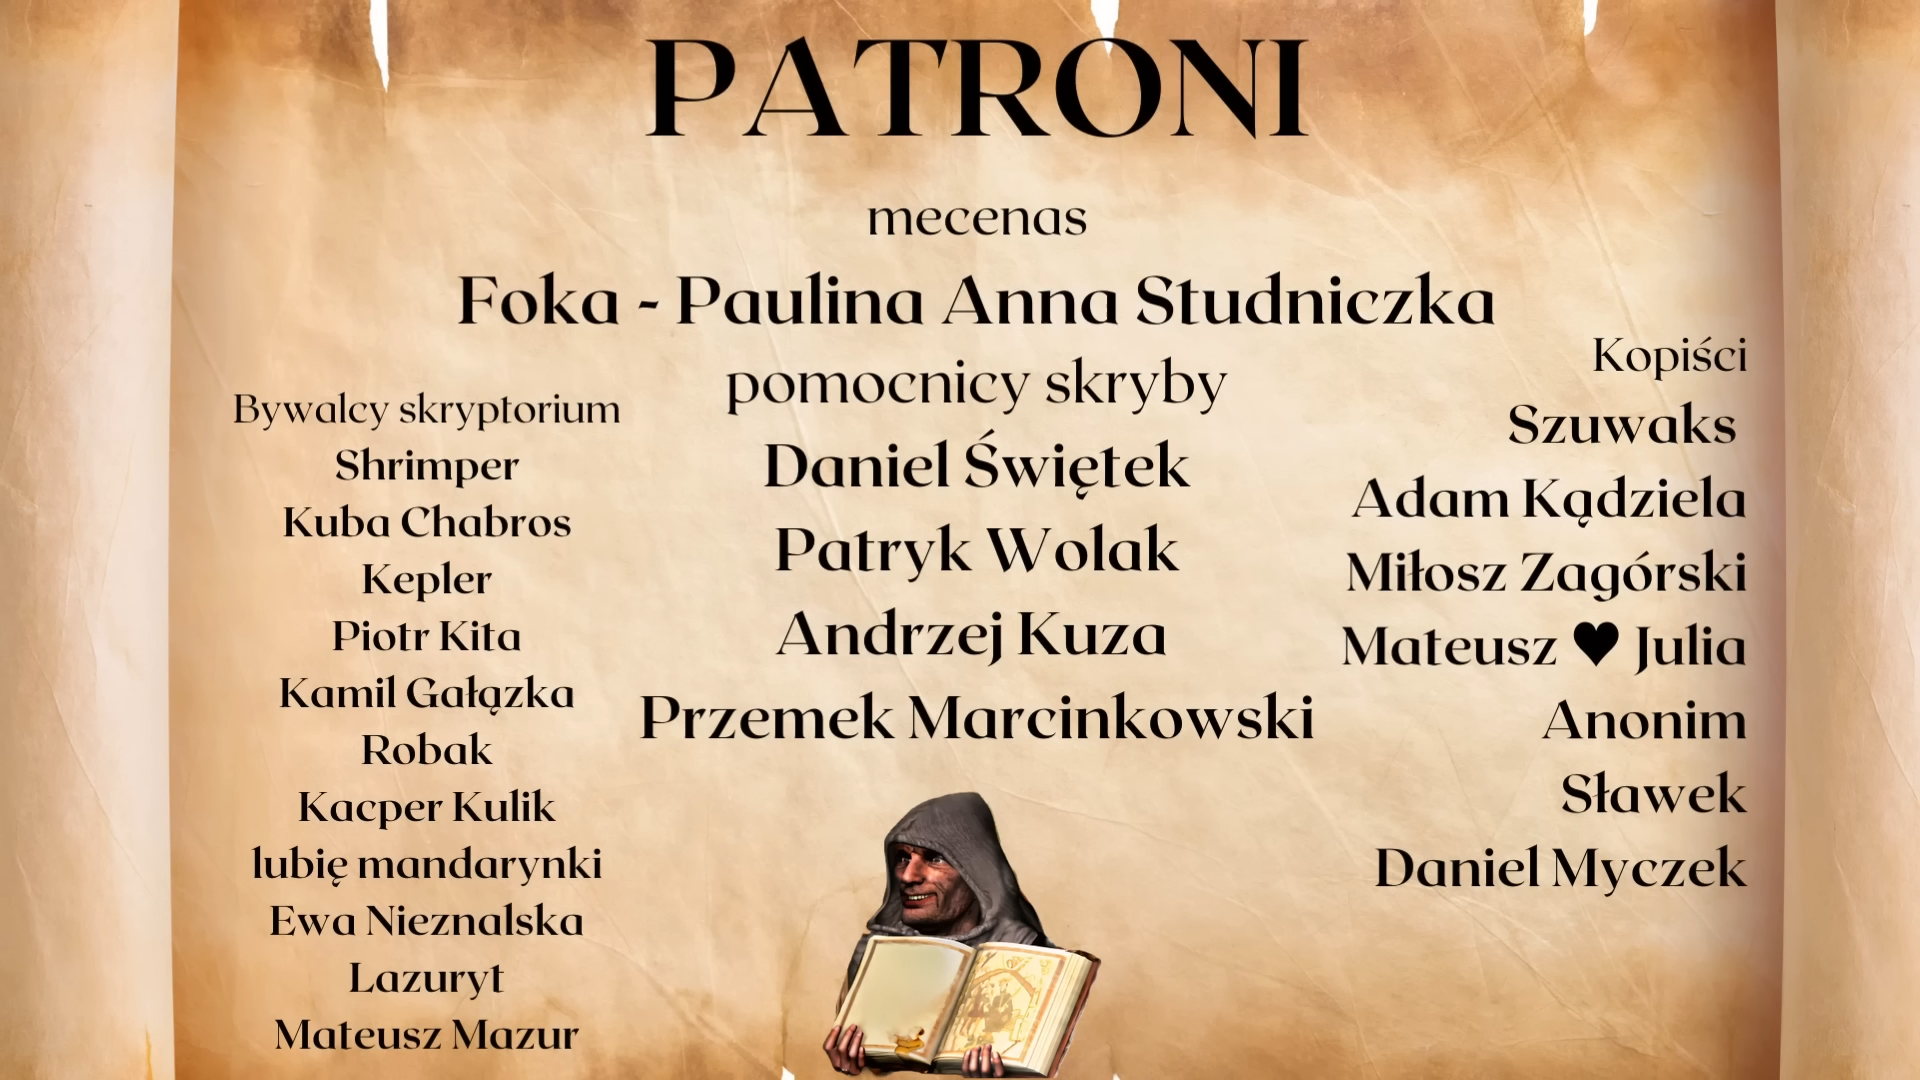 PATRONI
mecenas
Foka - Paulina Anna Studniczka
pomocnicy skryby
Daniel Świętek
Patryk Wolak
Andrzej Kuza
Przemek Marcinkowski
Bywalcy skryptorium
Shrimper
Kuba Chabros
Kepler
Piotr Kita
Kamil Gałązka
Robak
Kacper Kulik
lubię mandarynki
Ewa Nieznalska
Lazuryt
Mateusz Mazur
Kopiści
Szuwaks
Adam Kądziela
Miłosz Zagórski
Mateusz ♥ Julia
Anonim
Sławek
Daniel Myczek